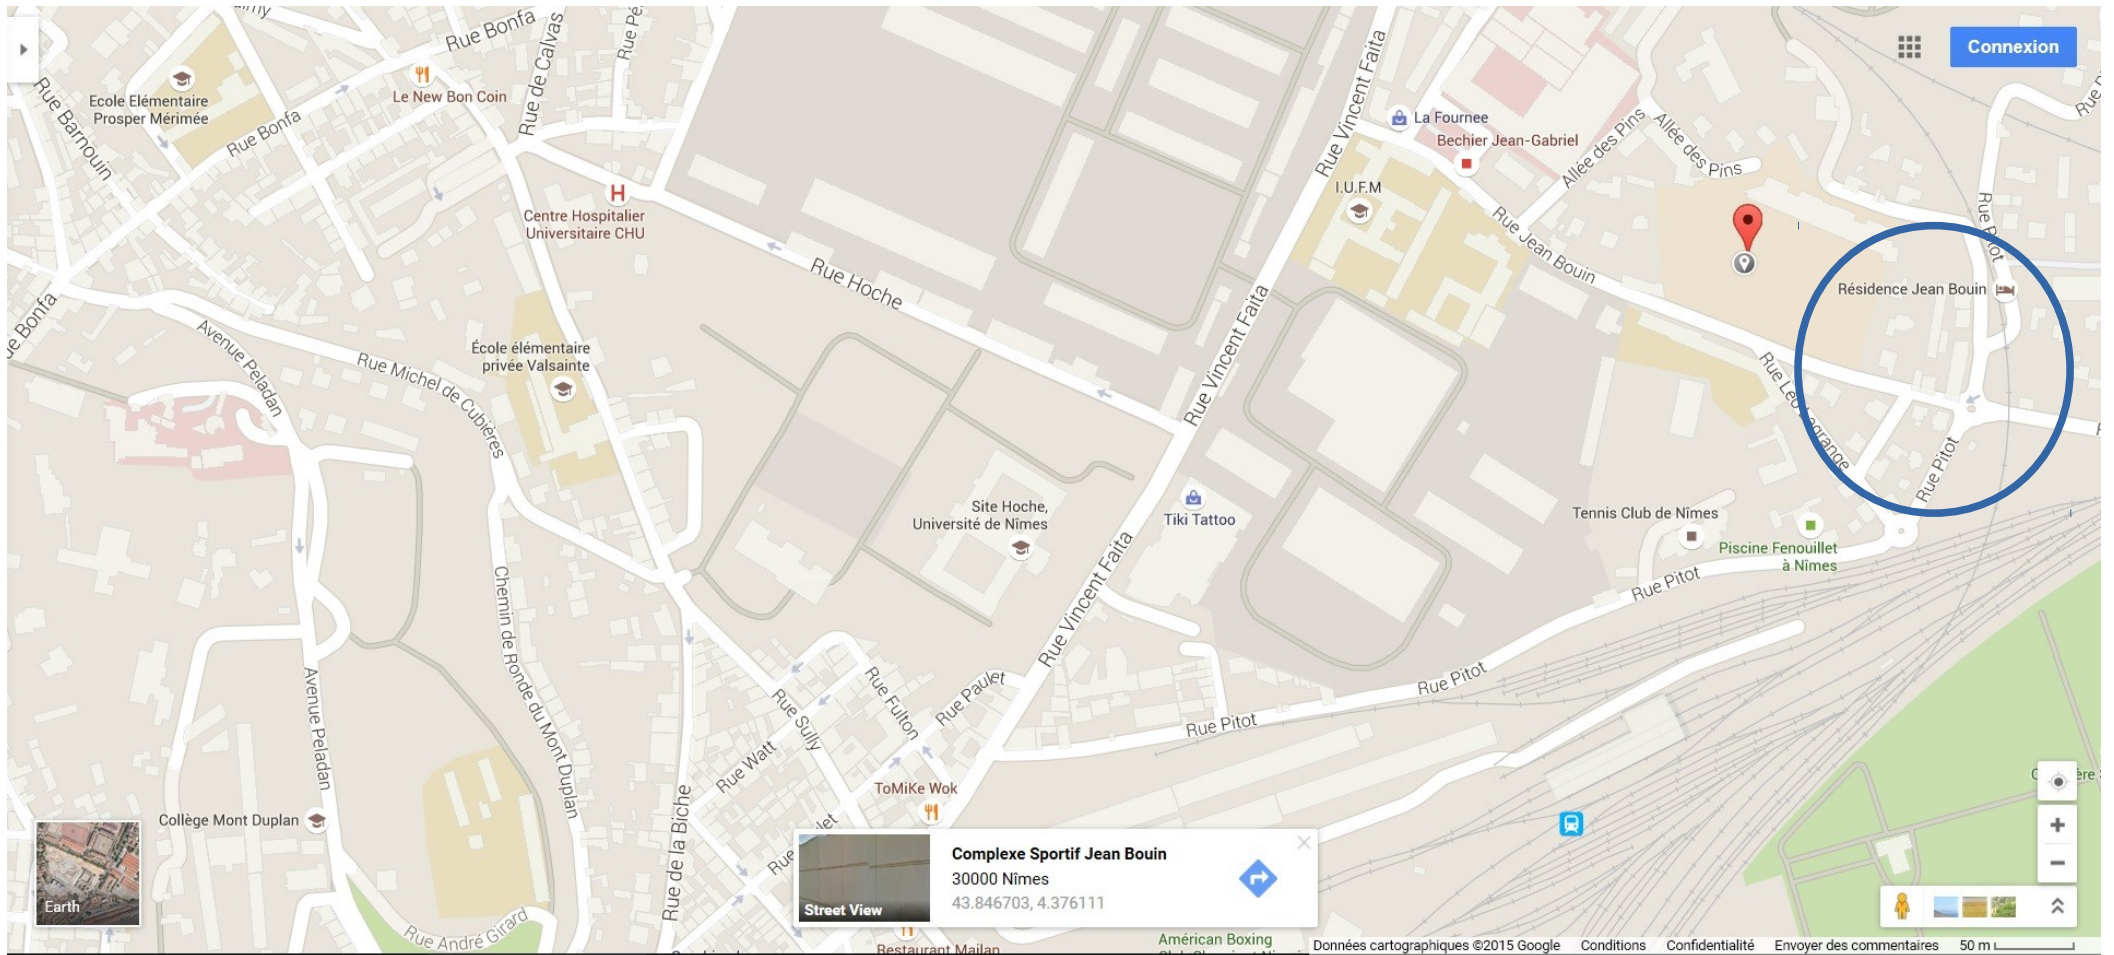 Rue Bonfa
Rue de Calvas
Connexion
Rue Barnouin
Ecole Elémentaire
Prosper Mérimée
Le New Bon Coin
Rue Bonfa
Rue Vincent Faita
La Fournee
Bechier Jean-Gabriel
Allée des Pins
Allée des Pins
Rue Vincent Faita
I.U.F.M
Centre Hospitalier
Universitaire CHU
Rue Jean Bouin
Rue Pitot
Rue Hoche
Résidence Jean Bouin
Avenue Peladan
Rue Michel de Cubières
École élémentaire
privée Valsainte
Rue Vincent Faita
Rue Leo Lagrange
Rue Pitot
Site Hoche,
Université de Nîmes
Tiki Tattoo
Tennis Club de Nîmes
Piscine Fenouillet
à Nîmes
Rue Pitot
Chemin de Ronde du Mont Duplan
Rue Vincent Faita
Rue Pitot
Rue Pitot
Avenue Peladan
Rue Sully
Rue Fulton
Rue Paulet
Rue Watt
Rue de la Biche
ToMiKe Wok
Collège Mont Duplan
Rue André Girard
Earth
Street View
Complexe Sportif Jean Bouin
30000 Nîmes
43.846703, 4.376111
Restaurant Mailan
Américan Boxing
Données cartographiques ©2015 Google Conditions Confidentialité Envoyer des commentaires 50 m